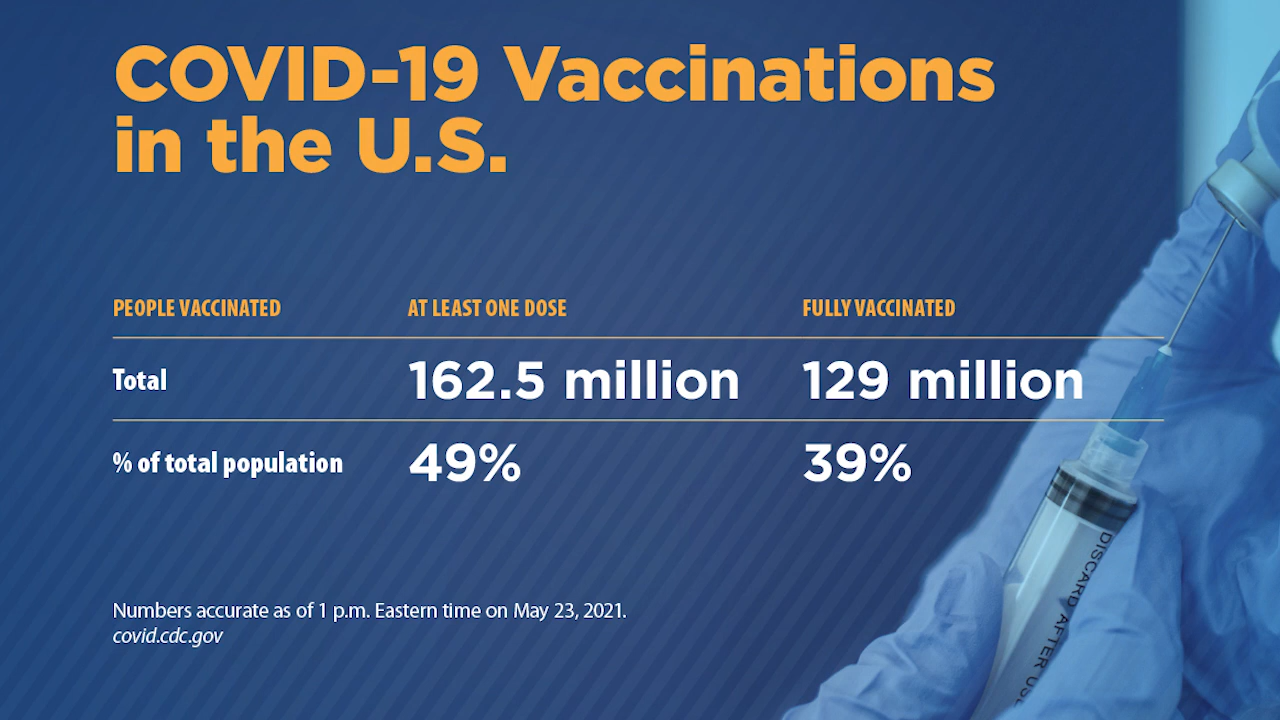 COVID-19 Vaccinations
in the U.S.
PEOPLE VACCINATED AT LEAST ONE DOSE FULLY VACCINATED
Total 162.5 million 129 million
% of total population 49% 39%
DISCARD AFTER US
Numbers accurate as of 1 p.m. Eastern time on May 23, 2021.
covid.cdc.gov